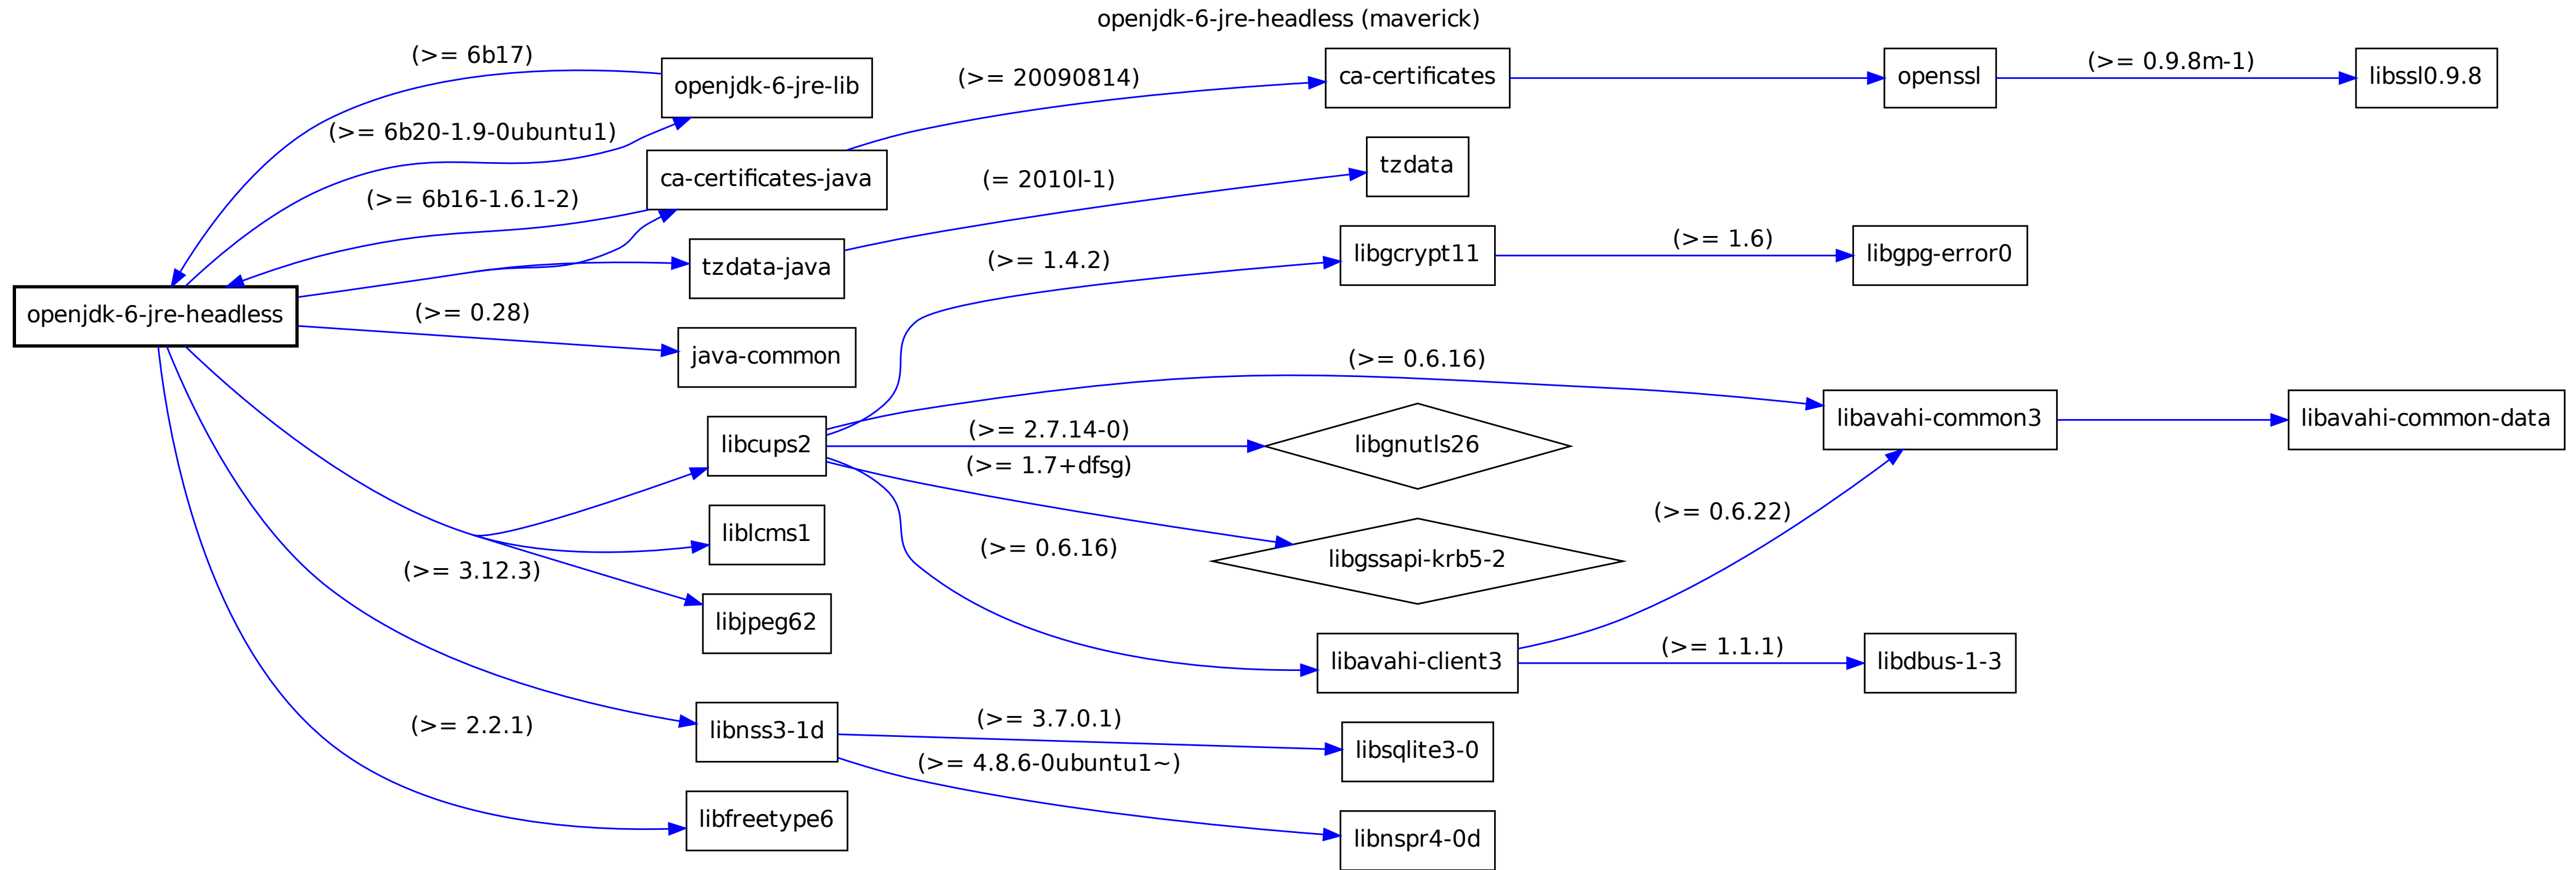 openjdk-6-jre-headless (maverick)
(>= 6b17)
openjdk-6-jre-lib
(>= 20090814)
ca-certificates
openssl
(>= 0.9.8m-1)
libssl0.9.8
(>= 6b20-1.9-0ubuntu1)
ca-certificates-java
(= 2010l-1)
tzdata
(>= 6b16-1.6.1-2)
tzdata-java
(>= 1.4.2)
libgcrypt11
(>= 1.6)
libgpg-error0
openjdk-6-jre-headless
(>= 0.28)
java-common
(>= 0.6.16)
libavahi-common3
libavahi-common-data
libcups2
(>= 2.7.14-0)
libgnutls26
(>= 1.7+dfsg)
libgssapi-krb5-2
(>= 0.6.22)
liblcms1
(>= 0.6.16)
(>= 3.12.3)
libjpeg62
libavahi-client3
(>= 1.1.1)
libdbus-1-3
(>= 2.2.1)
libnss3-1d
(>= 3.7.0.1)
libsqlite3-0
(>= 4.8.6-0ubuntu1~)
libfreetype6
libnspr4-0d